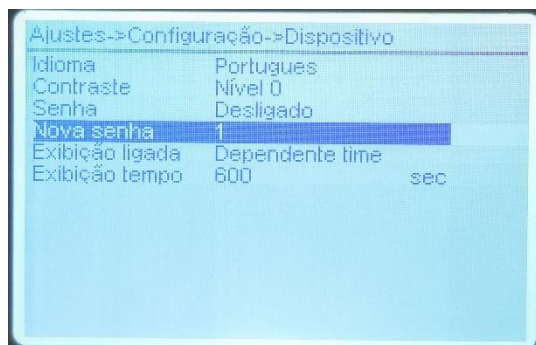 Ajustes->Configuração->Dispositivo
Idioma Portugues
Contraste Nível 0
Senha Desligado
Nova senha 1
Exibição ligada Dependente time
Exibição tempo 600 sec